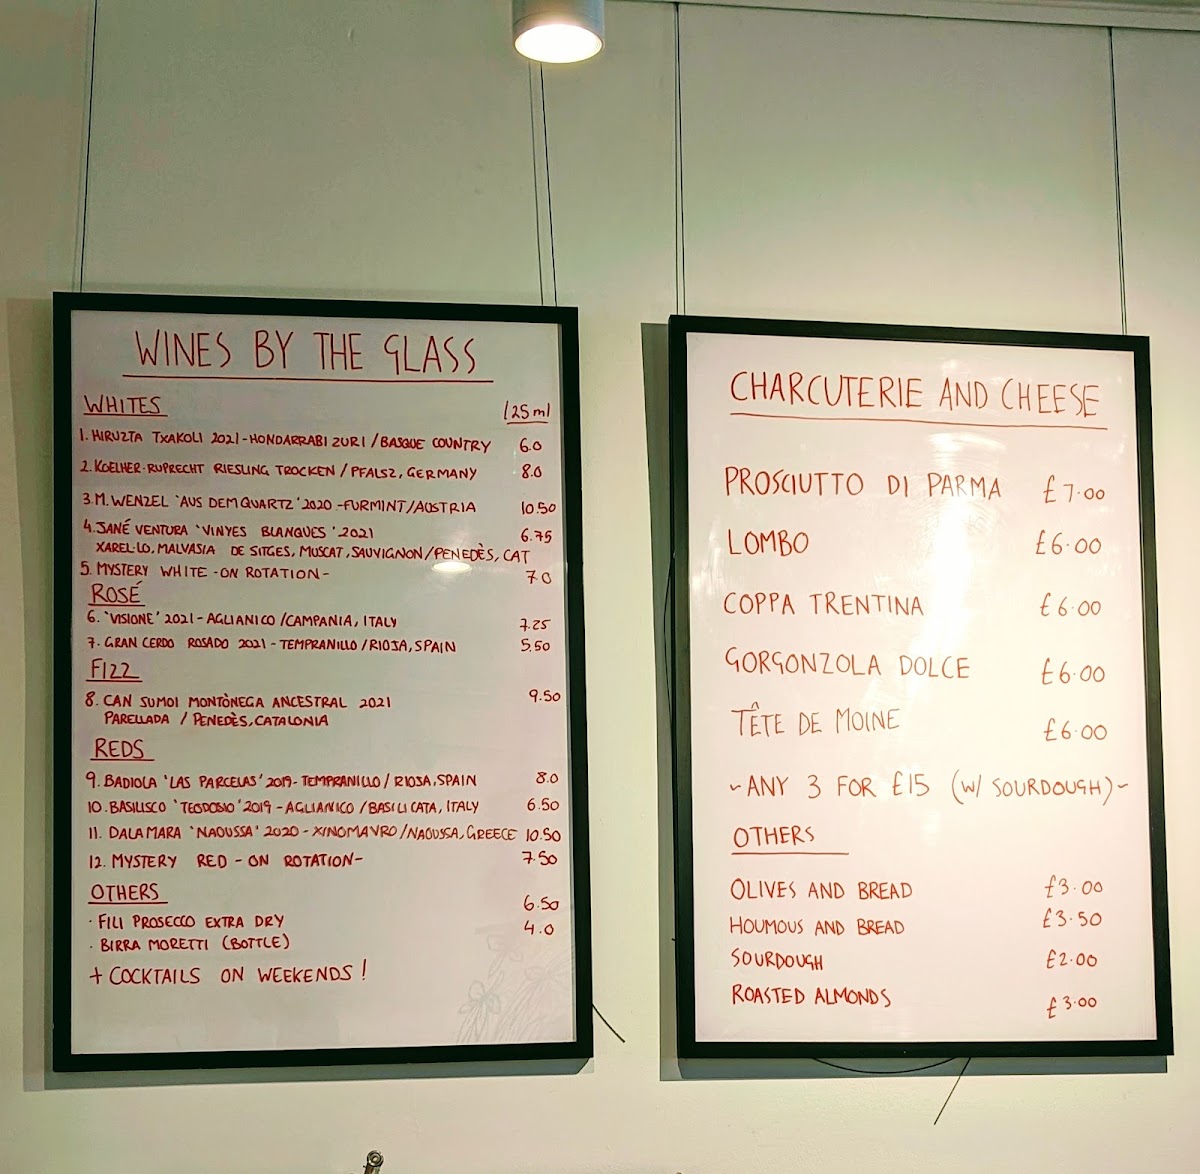 WINES BY THE GLASS
WHITES 125ml
1. HIRUZTA TXAKOLI 2021 - HONDARRABI ZURI / BASQUE COUNTRY 6.0
2. KOELHER-RUPRECHT RIESLING TROCKEN / PFALSZ, GERMANY 8.0
3. M. WENZEL 'AUS DEM QUARTZ' 2020 - FURMINT/AUSTRIA 10.50
4. JANÉ VENTURA 'VINYES BLANQUES' 2021 6.75
XAREL·LO, MALVASIA DE SITGES, MUSCAT, SAUVIGNON / PENEDÈS, CAT
5. MYSTERY WHITE - ON ROTATION - 7.0
ROSÉ
6. 'VISIONE' 2021 - AGLIANICO / CAMPANIA, ITALY 7.25
7. GRAN CERDO ROSADO 2021 - TEMPRANILLO / RIOJA, SPAIN 5.50
FIZZ
8. CAN SUMOI MONTÒNEGA ANCESTRAL 2021 9.50
PARELLADA / PENEDÈS, CATALONIA
REDS
9. BADIOLA 'LAS PARCELAS' 2019 - TEMPRANILLO / RIOJA, SPAIN 8.0
10. BASILISCO 'TEODOSIO' 2019 - AGLIANICO / BASILICATA, ITALY 6.50
11. DALAMARA 'NAOUSSA' 2020 - XINOMAVRO / NAOUSSA, GREECE 10.50
12. MYSTERY RED - ON ROTATION - 7.50
OTHERS
· FILI PROSECCO EXTRA DRY 6.50
· BIRRA MORETTI (BOTTLE) 4.0
+ COCKTAILS ON WEEKENDS!
CHARCUTERIE AND CHEESE
PROSCIUTTO DI PARMA £7.00
LOMBO £6.00
COPPA TRENTINA £6.00
GORGONZOLA DOLCE £6.00
TÊTE DE MOINE £6.00
~ ANY 3 FOR £15 (W/ SOURDOUGH) ~
OTHERS
OLIVES AND BREAD £3.00
HOUMOUS AND BREAD £3.50
SOURDOUGH £2.00
ROASTED ALMONDS £3.00